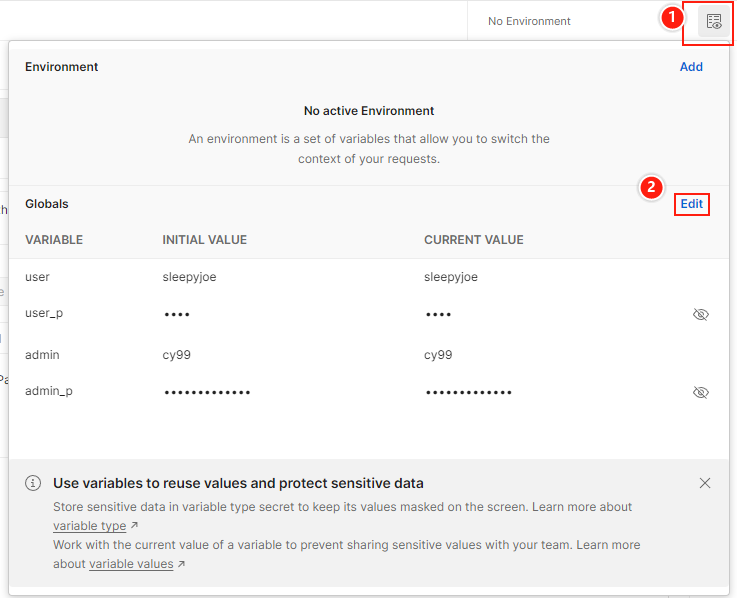 No Environment
1
Environment
Add
No active Environment
An environment is a set of variables that allow you to switch the
context of your requests.
2
Globals
Edit
VARIABLE INITIAL VALUE CURRENT VALUE
user sleepyjoe sleepyjoe
th
user_p •••• ••••
e
admin cy99 cy99
Pa
admin_p ••••••••••••• •••••••••••••
Use variables to reuse values and protect sensitive data
Store sensitive data in variable type secret to keep its values masked on the screen. Learn more about
variable type ↗
Work with the current value of a variable to prevent sharing sensitive values with your team. Learn more
about variable values ↗